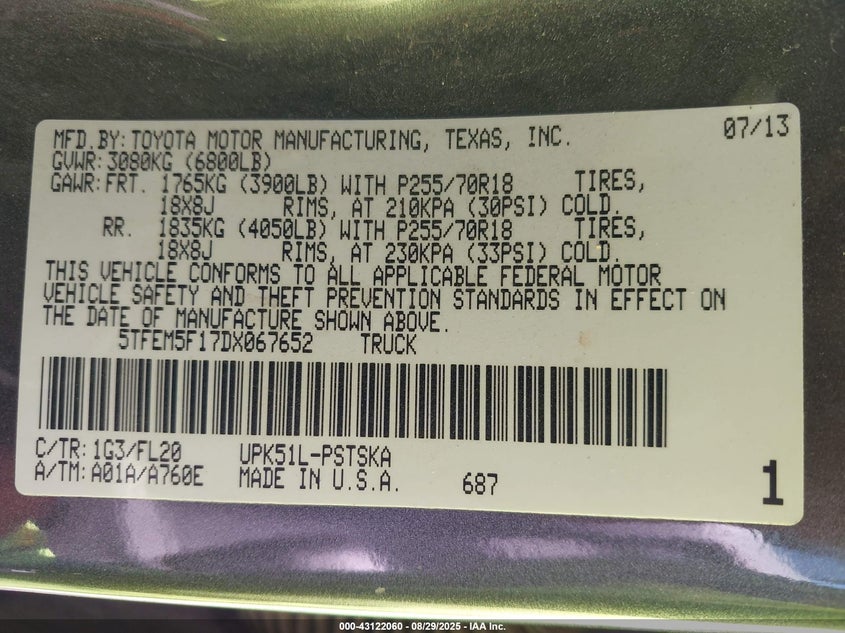 MFD.BY: TOYOTA MOTOR MANUFACTURING, TEXAS, INC. 07/13
GVWR: 3080KG (6800LB)
GAWR: FRT. 1765KG (3900LB) WITH P255/70R18 TIRES,
18X8J RIMS, AT 210KPA (30PSI) COLD.
RR. 1835KG (4050LB) WITH P255/70R18 TIRES,
18X8J RIMS, AT 230KPA (33PSI) COLD.
THIS VEHICLE CONFORMS TO ALL APPLICABLE FEDERAL MOTOR
VEHICLE SAFETY AND THEFT PREVENTION STANDARDS IN EFFECT ON
THE DATE OF MANUFACTURE SHOWN ABOVE.
5TFEM5F17DX067652 TRUCK
C/TR: 1G3/FL20 UPK51L-PSTSKA
A/TM: A01A/A760E MADE IN U.S.A. 687 1
000-43122060 - 08/29/2025 - IAA Inc.